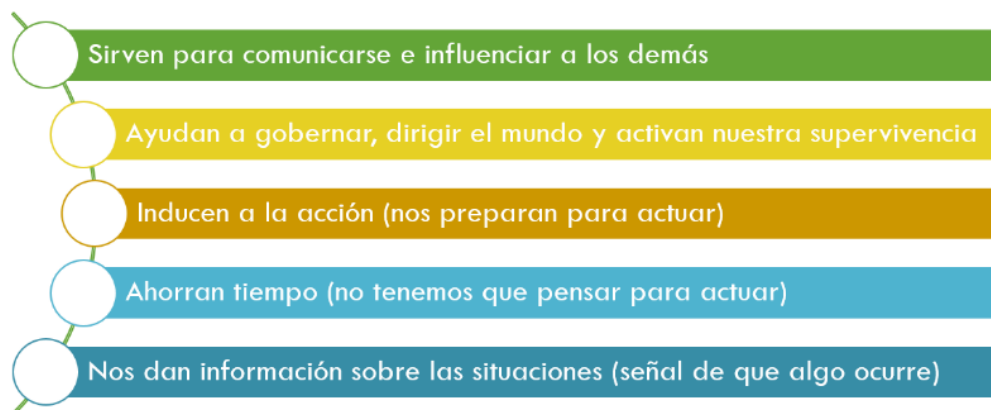 Sirven para comunicarse e influenciar a los demás
Ayudan a gobernar, dirigir el mundo y activan nuestra supervivencia
Inducen a la acción (nos preparan para actuar)
Ahorran tiempo (no tenemos que pensar para actuar)
Nos dan información sobre las situaciones (señal de que algo ocurre)